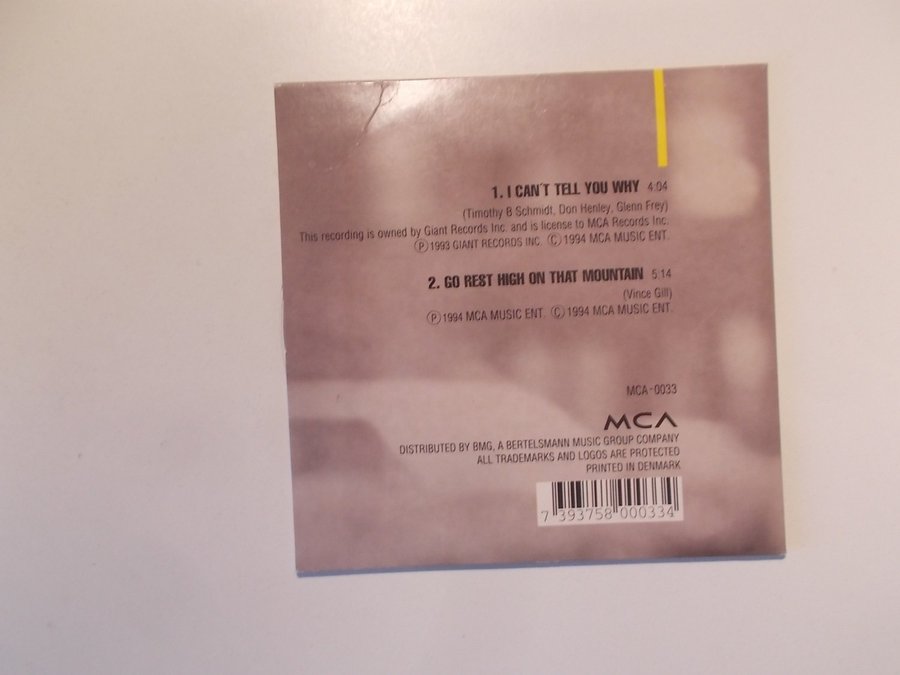 1. I CAN´T TELL YOU WHY 4:04
(Timothy B Schmidt, Don Henley, Glenn Frey)
This recording is owned by Giant Records Inc. and is license to MCA Records Inc.
Ⓟ 1993 GIANT RECORDS INC. Ⓒ 1994 MCA MUSIC ENT.
2. GO REST HIGH ON THAT MOUNTAIN 5:14
(Vince Gill)
Ⓟ 1994 MCA MUSIC ENT. Ⓒ 1994 MCA MUSIC ENT.
MCA-0033
MCA
DISTRIBUTED BY BMG, A BERTELSMANN MUSIC GROUP COMPANY
ALL TRADEMARKS AND LOGOS ARE PROTECTED
PRINTED IN DENMARK
7 393758 000334